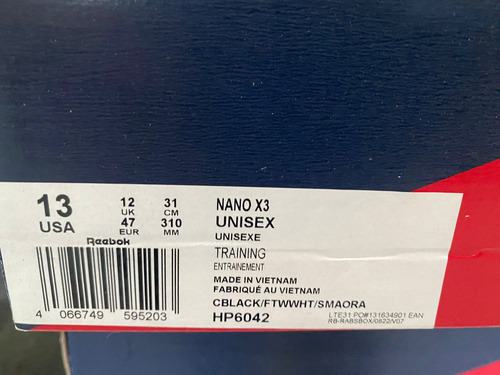 13 12 31
USA UK CM
47 310
EUR MM
Reebok
4 066749 595203
NANO X3
UNISEX
UNISEXE
TRAINING
ENTRAINEMENT
MADE IN VIETNAM
FABRIQUÉ AU VIETNAM
CBLACK/FTWWHT/SMAORA
HP6042
LTE31 PO#131634901 EAN
RB-RABSBOX/0822/V07